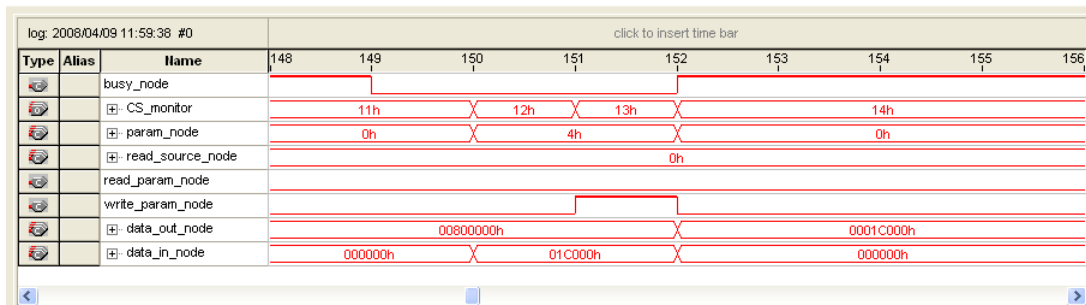 log: 2008/04/09 11:59:38 #0 click to insert time bar
Type Alias Name 148 149 150 151 152 153 154 155 156
busy_node
CS_monitor 11h 12h 13h 14h
param_node 0h 4h 0h
read_source_node 0h
read_param_node
write_param_node
data_out_node 00800000h 0001C000h
data_in_node 000000h 01C000h 000000h